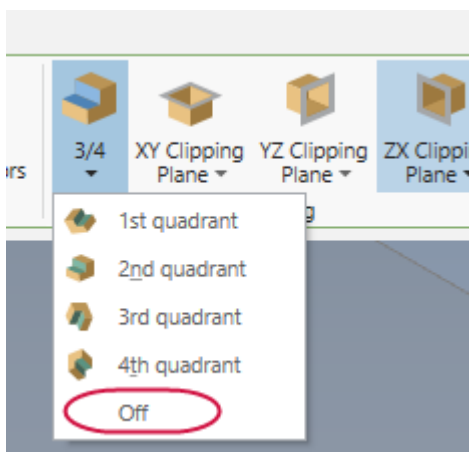 3/4
XY Clipping
Plane
YZ Clipping
Plane
ZX Clippi
Plane
rs
g
1st quadrant
2nd quadrant
3rd quadrant
4th quadrant
Off